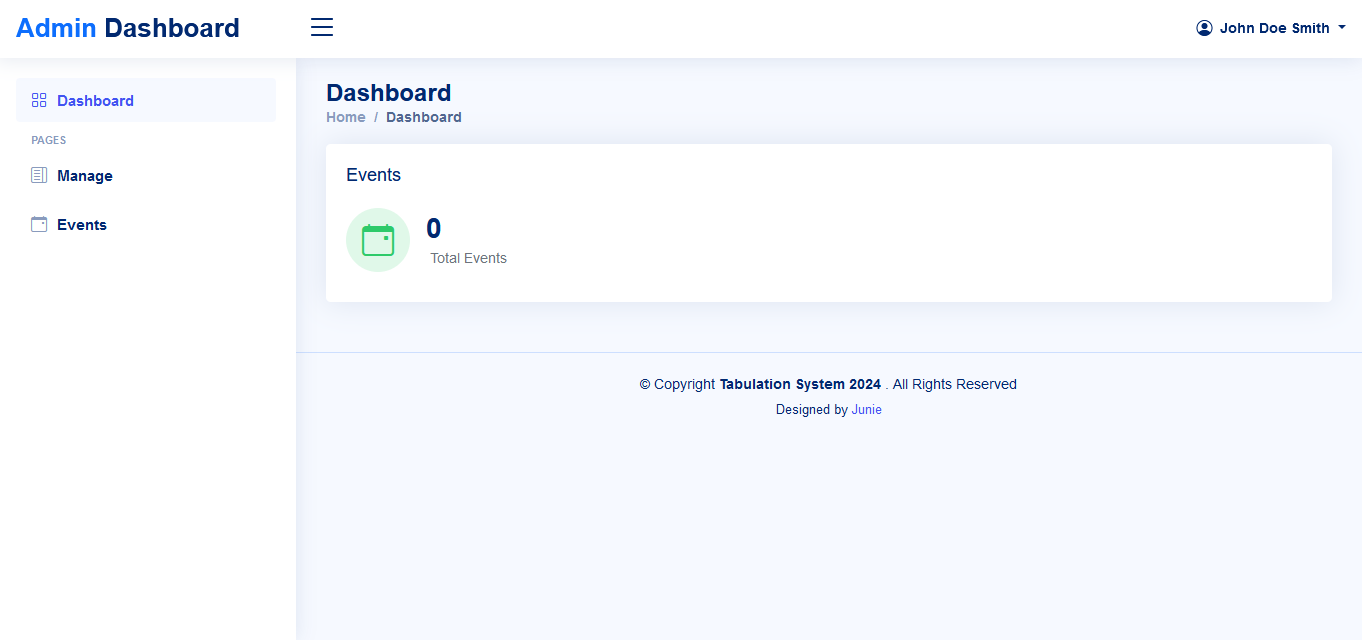 Admin Dashboard
John Doe Smith
Dashboard
PAGES
Manage
Events
Dashboard
Home / Dashboard
Events
0
Total Events
© Copyright Tabulation System 2024 . All Rights Reserved
Designed by Junie